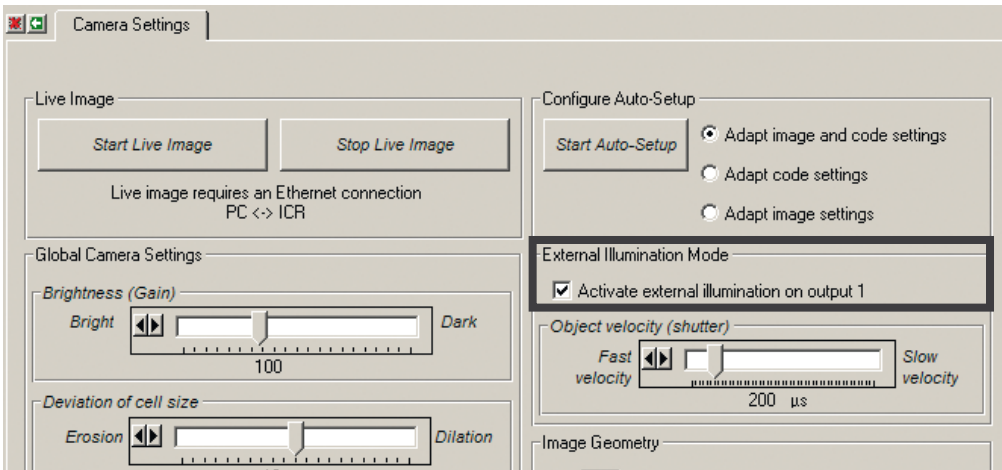 Camera Settings
Live Image
Start Live Image
Stop Live Image
Live image requires an Ethernet connection
PC <-> ICR
Configure Auto-Setup
Start Auto-Setup
Adapt image and code settings
Adapt code settings
Adapt image settings
Global Camera Settings
Brightness (Gain)
Bright
Dark
100
Deviation of cell size
Erosion
Dilation
External Illumination Mode
Activate external illumination on output 1
Object velocity (shutter)
Fast
velocity
Slow
velocity
200 µs
Image Geometry